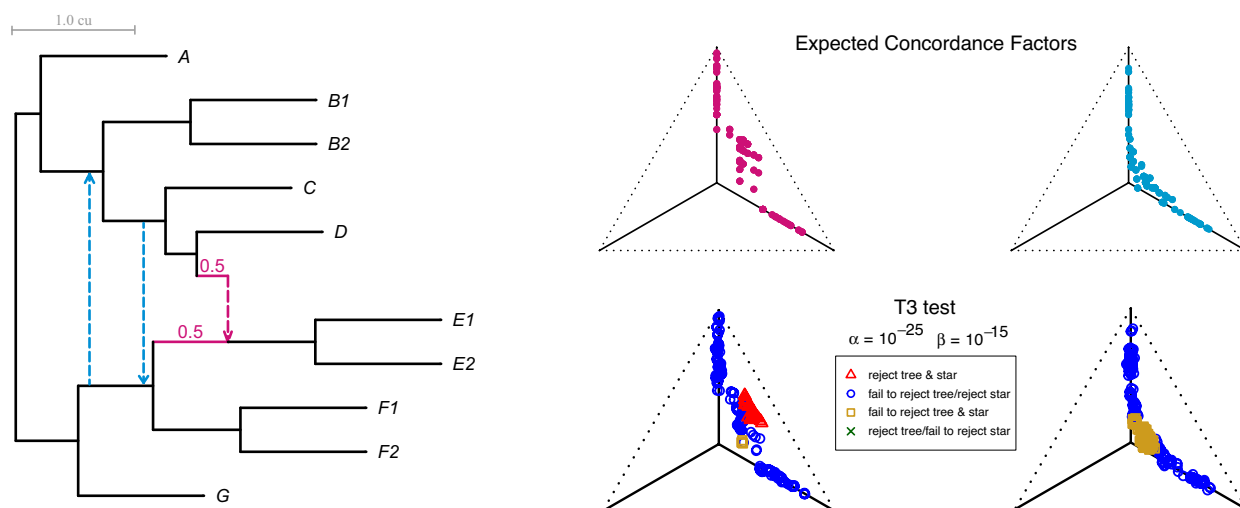 1.0 cu
A
B1
B2
C
D
0.5
0.5
E1
E2
F1
F2
G
Expected Concordance Factors
T3 test
α = 10^−25 β = 10^−15
reject tree & star
fail to reject tree/reject star
fail to reject tree & star
reject tree/fail to reject star